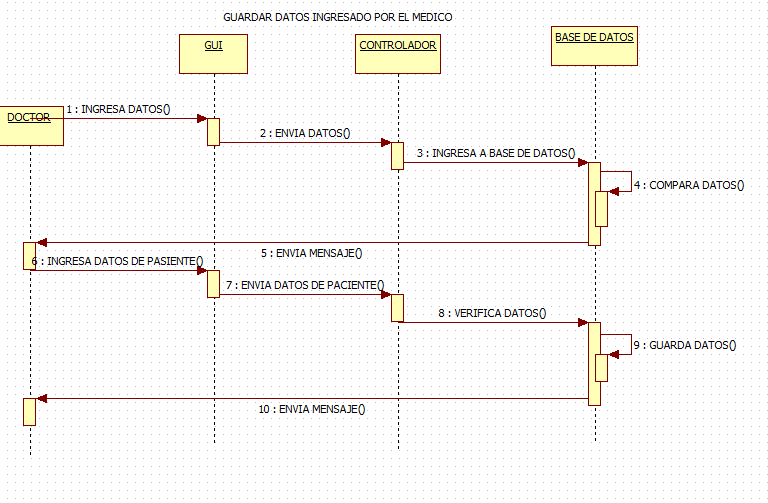 GUARDAR DATOS INGRESADO POR EL MEDICO
GUI
CONTROLADOR
BASE DE DATOS
DOCTOR
1 : INGRESA DATOS()
2 : ENVIA DATOS()
3 : INGRESA A BASE DE DATOS()
4 : COMPARA DATOS()
5 : ENVIA MENSAJE()
6 : INGRESA DATOS DE PASIENTE()
7 : ENVIA DATOS DE PACIENTE()
8 : VERIFICA DATOS()
9 : GUARDA DATOS()
10 : ENVIA MENSAJE()